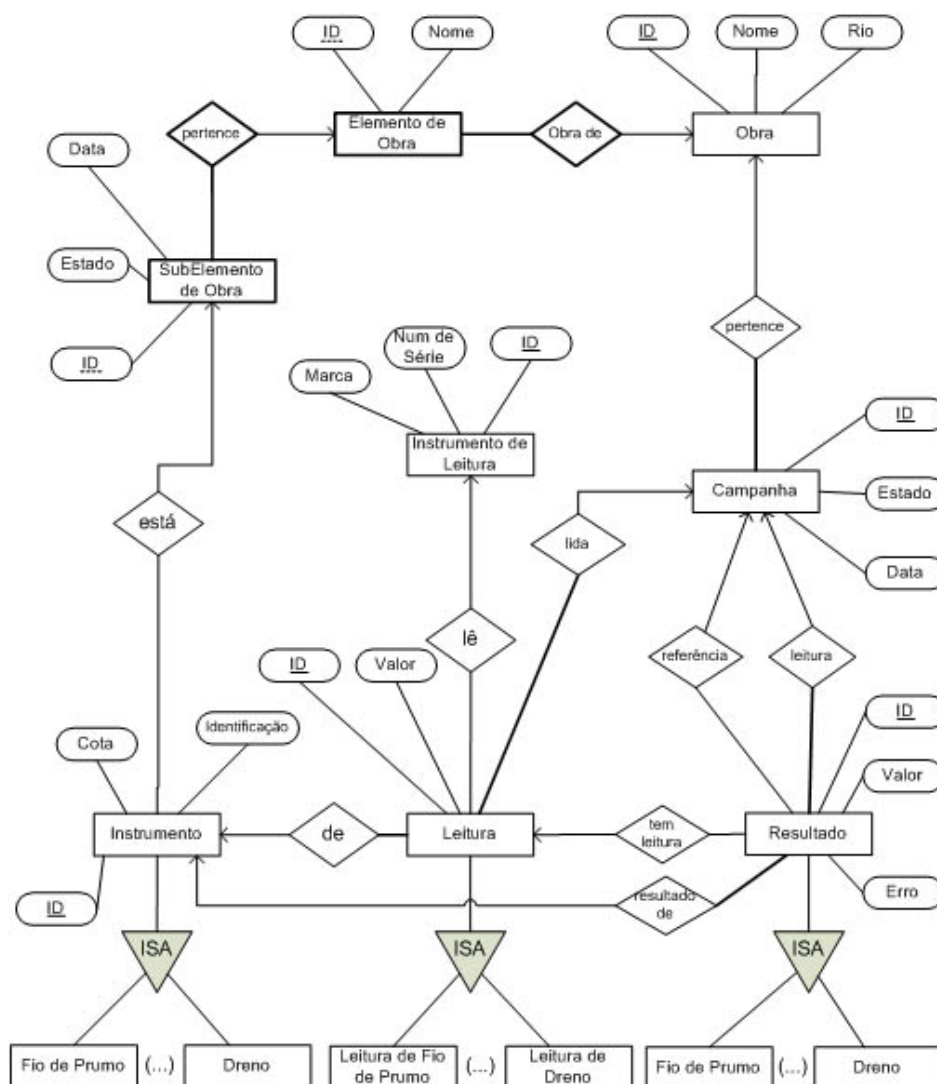 ID
Nome
ID
Nome
Rio
pertence
Elemento de
Obra
Obra de
Obra
Data
Estado
SubElemento
de Obra
ID
Num de
Série
ID
Marca
Instrumento de
Leitura
pertence
ID
Campanha
Estado
Data
está
lida
lê
referência
leitura
ID
Valor
ID
Cota
Identificação
Valor
Instrumento
de
Leitura
tem
leitura
Resultado
ID
resultado
de
Erro
ISA
ISA
ISA
Fio de Prumo
(...)
Dreno
Leitura de Fio
de Prumo
(...)
Leitura de
Dreno
Fio de Prumo
(...)
Dreno